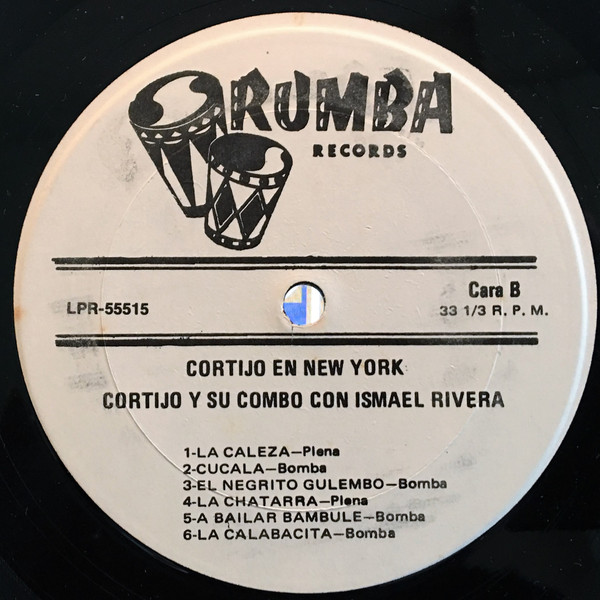 RUMBA
RECORDS
LPR-55515
Cara B
33 1/3 R. P. M.
CORTIJO EN NEW YORK
CORTIJO Y SU COMBO CON ISMAEL RIVERA
1-LA CALEZA—Plena
2-CUCALA—Bomba
3-EL NEGRITO GULEMBO—Bomba
4-LA CHATARRA—Plena
5-A BAILAR BAMBULE—Bomba
6-LA CALABACITA—Bomba